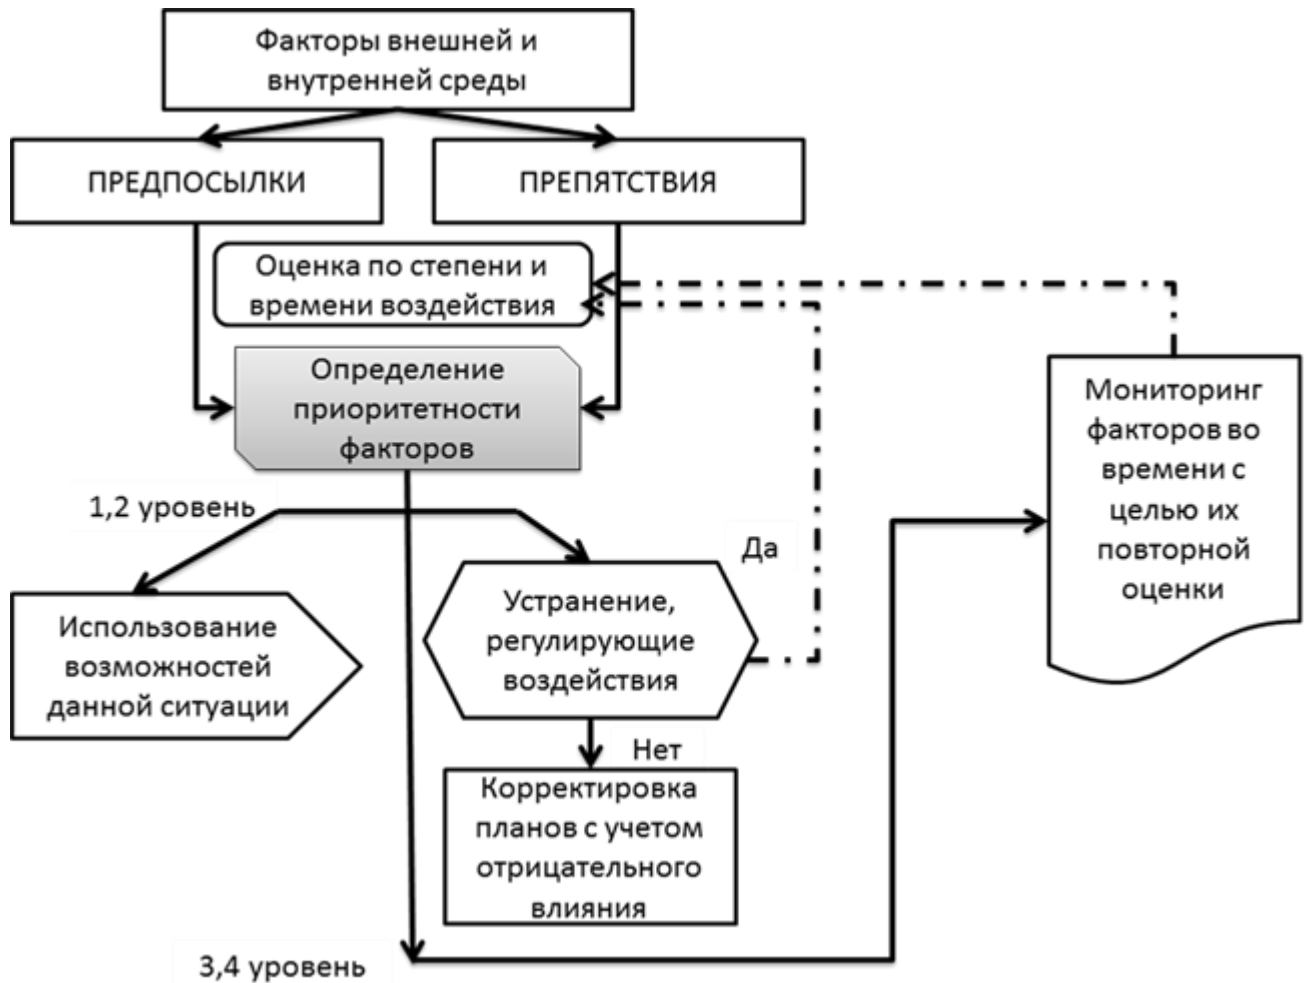 Факторы внешней и
внутренней среды
ПРЕДПОСЫЛКИ
ПРЕПЯТСТВИЯ
Оценка по степени и
времени воздействия
Определение
приоритетности
факторов
1,2 уровень
Да
Использование
возможностей
данной ситуации
Устранение,
регулирующие
воздействия
Нет
Корректировка
планов с учетом
отрицательного
влияния
3,4 уровень
Мониторинг
факторов во
времени с
целью их
повторной
оценки